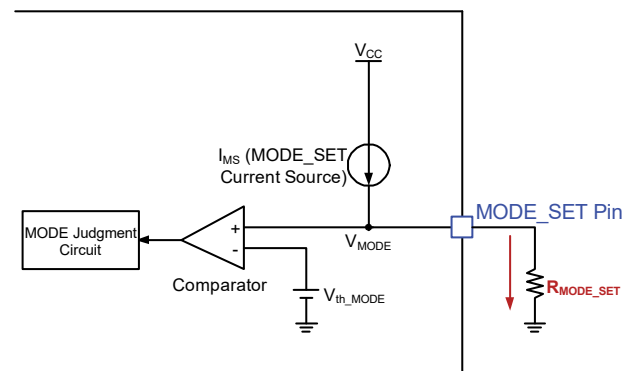 VCC
IMS (MODE_SET
Current Source)
MODE_SET Pin
MODE Judgment
Circuit
+
-
VMODE
Comparator
Vth_MODE
RMODE_SET